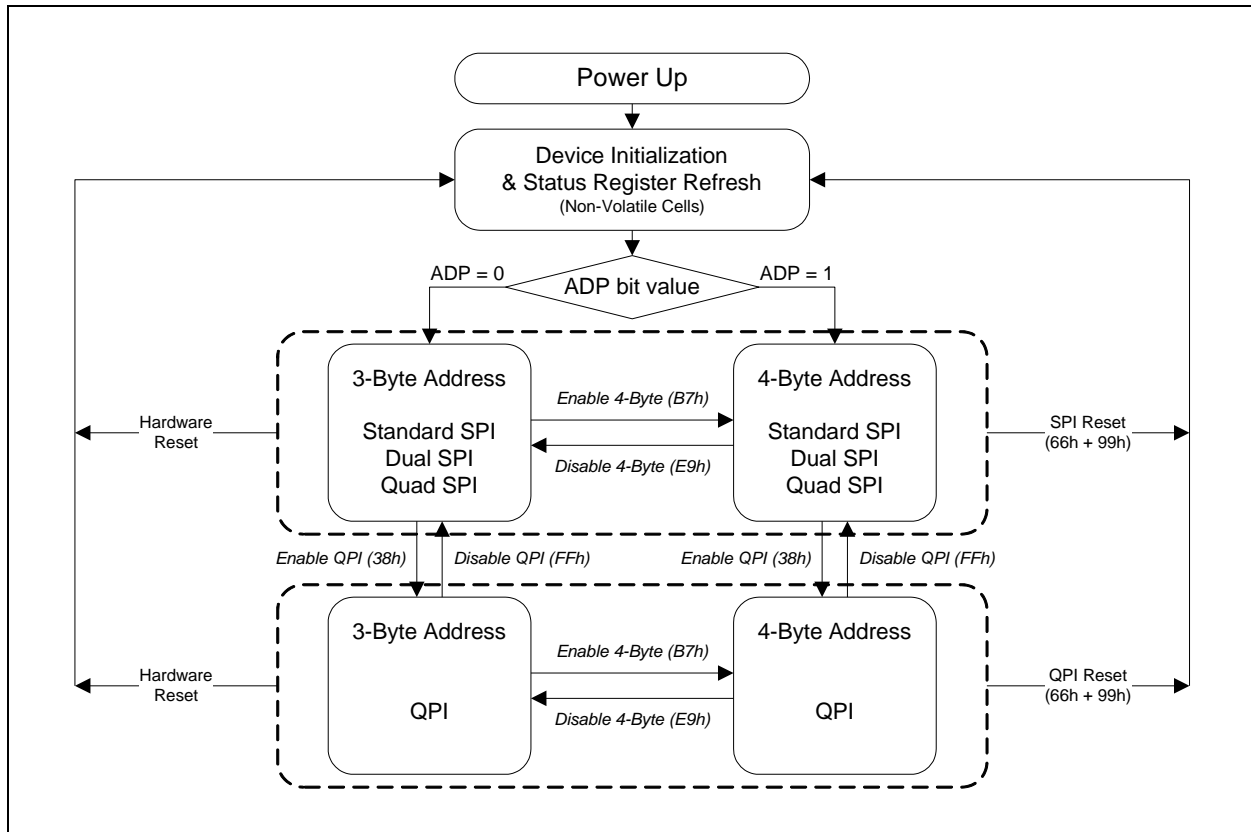 Power Up
Device Initialization
& Status Register Refresh
(Non-Volatile Cells)
ADP = 0
ADP bit value
ADP = 1
3-Byte Address
Standard SPI
Dual SPI
Quad SPI
Enable 4-Byte (B7h)
Disable 4-Byte (E9h)
4-Byte Address
Standard SPI
Dual SPI
Quad SPI
Hardware
Reset
SPI Reset
(66h + 99h)
Enable QPI (38h)
Disable QPI (FFh)
Enable QPI (38h)
Disable QPI (FFh)
3-Byte Address
QPI
Enable 4-Byte (B7h)
Disable 4-Byte (E9h)
4-Byte Address
QPI
Hardware
Reset
QPI Reset
(66h + 99h)